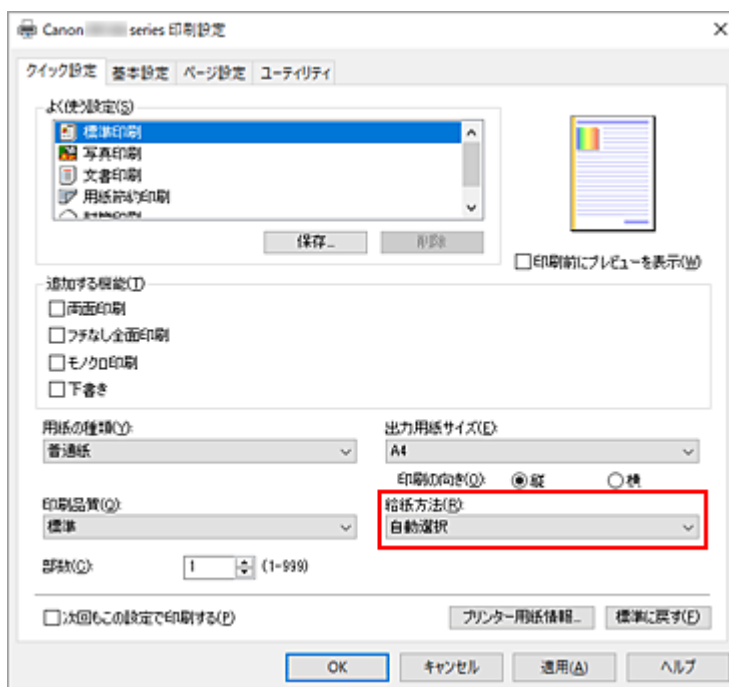 Canon series 印刷設定
クイック設定 基本設定 ページ設定 ユーティリティ
よく使う設定(S)
標準印刷
写真印刷
文書印刷
用紙節約印刷
保存... 削除
印刷前にプレビューを表示(W)
追加する機能(T)
両面印刷
フチなし全面印刷
モノクロ印刷
下書き
用紙の種類(Y): 出力用紙サイズ(E):
普通紙 A4
印刷の向き(O): 縦 横
印刷品質(Q): 給紙方法(R):
標準 自動選択
部数(C): 1 (1-999)
次回もこの設定で印刷する(P) プリンター用紙情報... 標準に戻す(F)
OK キャンセル 適用(A) ヘルプ